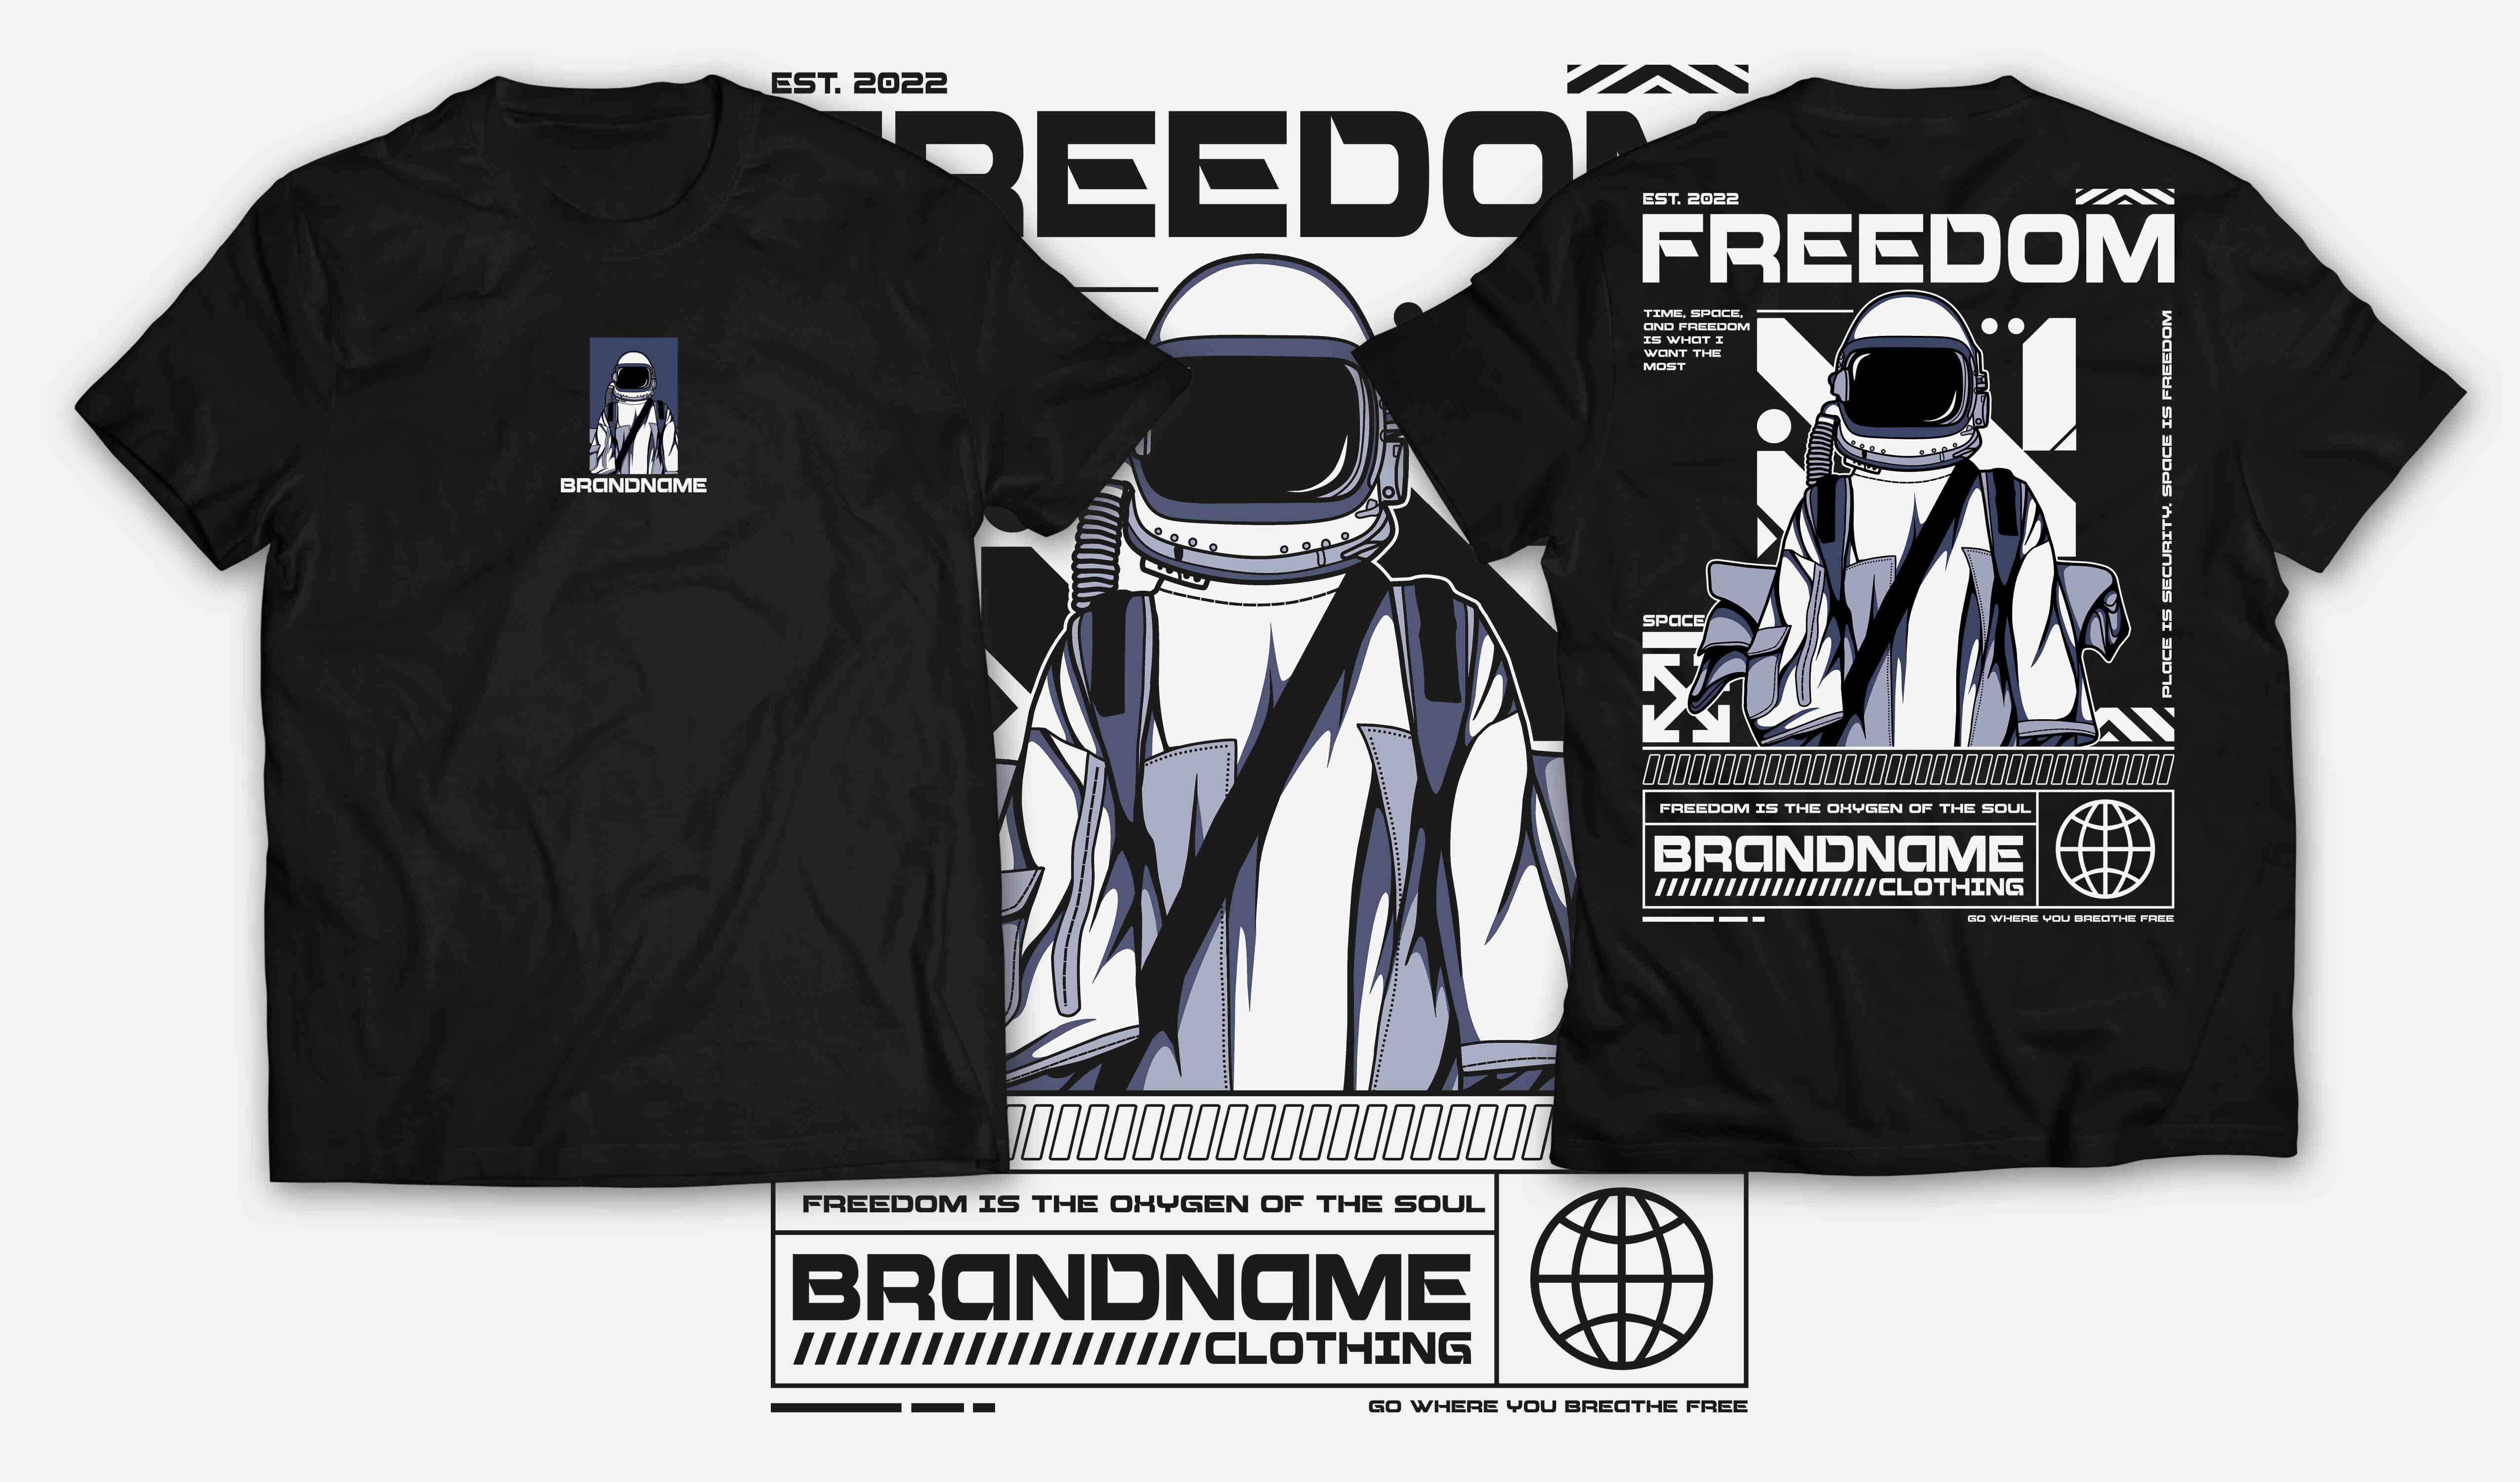 EST. 2022
FREEDOM
BRANDNAME
EST. 2022
FREEDOM
TIME, SPACE,
AND FREEDOM
IS WHAT I
WANT THE
MOST
PLACE IS SECURITY. SPACE IS FREEDOM
SPACE
FREEDOM IS THE OXYGEN OF THE SOUL
BRANDNAME
CLOTHING
GO WHERE YOU BREATHE FREE
FREEDOM IS THE OXYGEN OF THE SOUL
BRANDNAME
CLOTHING
GO WHERE YOU BREATHE FREE